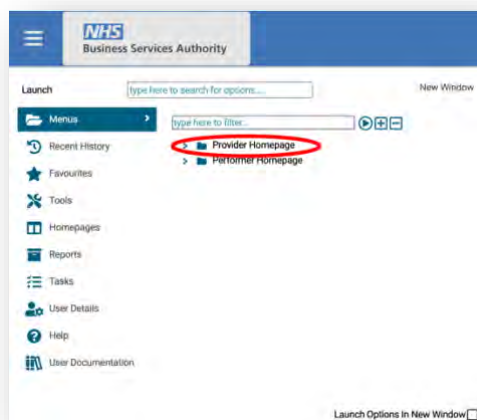 NHS
Business Services Authority
Launch
type here to search for options.....
New Window
Menus
type here to filter...
Recent History
Provider Homepage
Performer Homepage
Favourites
Tools
Homepages
Reports
Tasks
User Details
Help
User Documentation
Launch Options In New Window